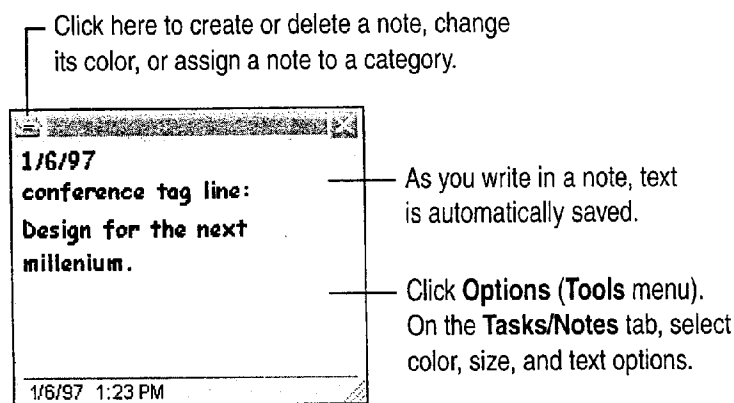 Click here to create or delete a note, change
its color, or assign a note to a category.
1/6/97
conference tag line:
Design for the next
millenium.
1/6/97 1:23 PM
As you write in a note, text
is automatically saved.
Click Options (Tools menu).
On the Tasks/Notes tab, select
color, size, and text options.